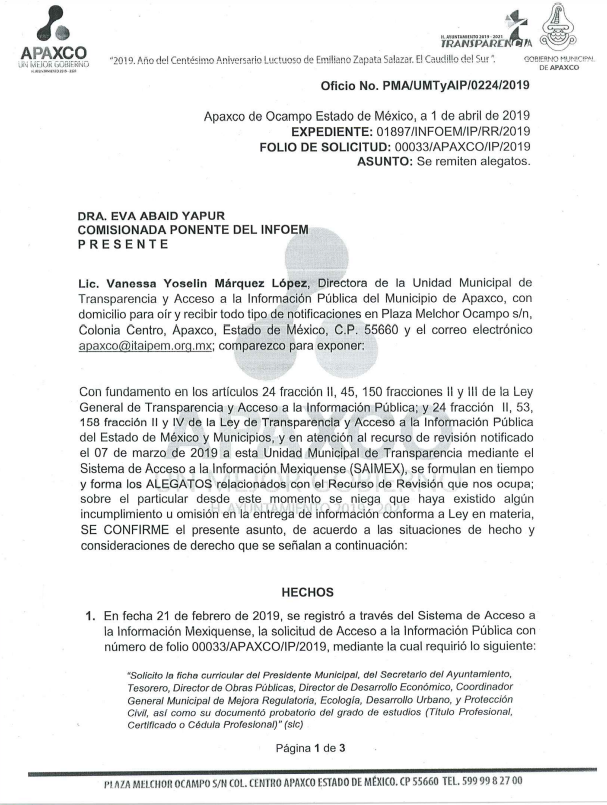 APAXCO
UN MEJOR GOBIERNO
H. AYUNTAMIENTO 2019 - 2021
H. AYUNTAMIENTO 2019 - 2021
TRANSPARENCIA
GOBIERNO MUNICIPAL
DE APAXCO
"2019. Año del Centésimo Aniversario Luctuoso de Emiliano Zapata Salazar. El Caudillo del Sur".
Oficio No. PMA/UMTyAIP/0224/2019
Apaxco de Ocampo Estado de México, a 1 de abril de 2019
EXPEDIENTE: 01897/INFOEM/IP/RR/2019
FOLIO DE SOLICITUD: 00033/APAXCO/IP/2019
ASUNTO: Se remiten alegatos.
DRA. EVA ABAID YAPUR
COMISIONADA PONENTE DEL INFOEM
P R E S E N T E
Lic. Vanessa Yoselin Márquez López, Directora de la Unidad Municipal de
Transparencia y Acceso a la Información Pública del Municipio de Apaxco, con
domicilio para oír y recibir todo tipo de notificaciones en Plaza Melchor Ocampo s/n,
Colonia Centro, Apaxco, Estado de México, C.P. 55660 y el correo electrónico
apaxco@itaipem.org.mx; comparezco para exponer:
Con fundamento en los artículos 24 fracción II, 45, 150 fracciones II y III de la Ley
General de Transparencia y Acceso a la Información Pública; y 24 fracción II, 53,
158 fracción II y IV de la Ley de Transparencia y Acceso a la Información Pública
del Estado de México y Municipios, y en atención al recurso de revisión notificado
el 07 de marzo de 2019 a esta Unidad Municipal de Transparencia mediante el
Sistema de Acceso a la Información Mexiquense (SAIMEX), se formulan en tiempo
y forma los ALEGATOS relacionados con el Recurso de Revisión que nos ocupa;
sobre el particular desde este momento se niega que haya existido algún
incumplimiento u omisión en la entrega de información conforme a Ley en materia,
SE CONFIRME el presente asunto, de acuerdo a las situaciones de hecho y
consideraciones de derecho que se señalan a continuación:
APAXCO
UN MEJOR GOBIERNO
H. AYUNTAMIENTO 2019 - 2021
HECHOS
1. En fecha 21 de febrero de 2019, se registró a través del Sistema de Acceso a
la Información Mexiquense, la solicitud de Acceso a la Información Pública con
número de folio 00033/APAXCO/IP/2019, mediante la cual requirió lo siguiente:
"Solicito la ficha curricular del Presidente Municipal, del Secretario del Ayuntamiento,
Tesorero, Director de Obras Públicas, Director de Desarrollo Económico, Coordinador
General Municipal de Mejora Regulatoria, Ecología, Desarrollo Urbano, y Protección
Civil, así como su documentó probatorio del grado de estudios (Título Profesional,
Certificado o Cédula Profesional)" (sic)
Página 1 de 3
PLAZA MELCHOR OCAMPO S/N COL. CENTRO APAXCO ESTADO DE MÉXICO. CP 55660 TEL. 599 99 8 27 00